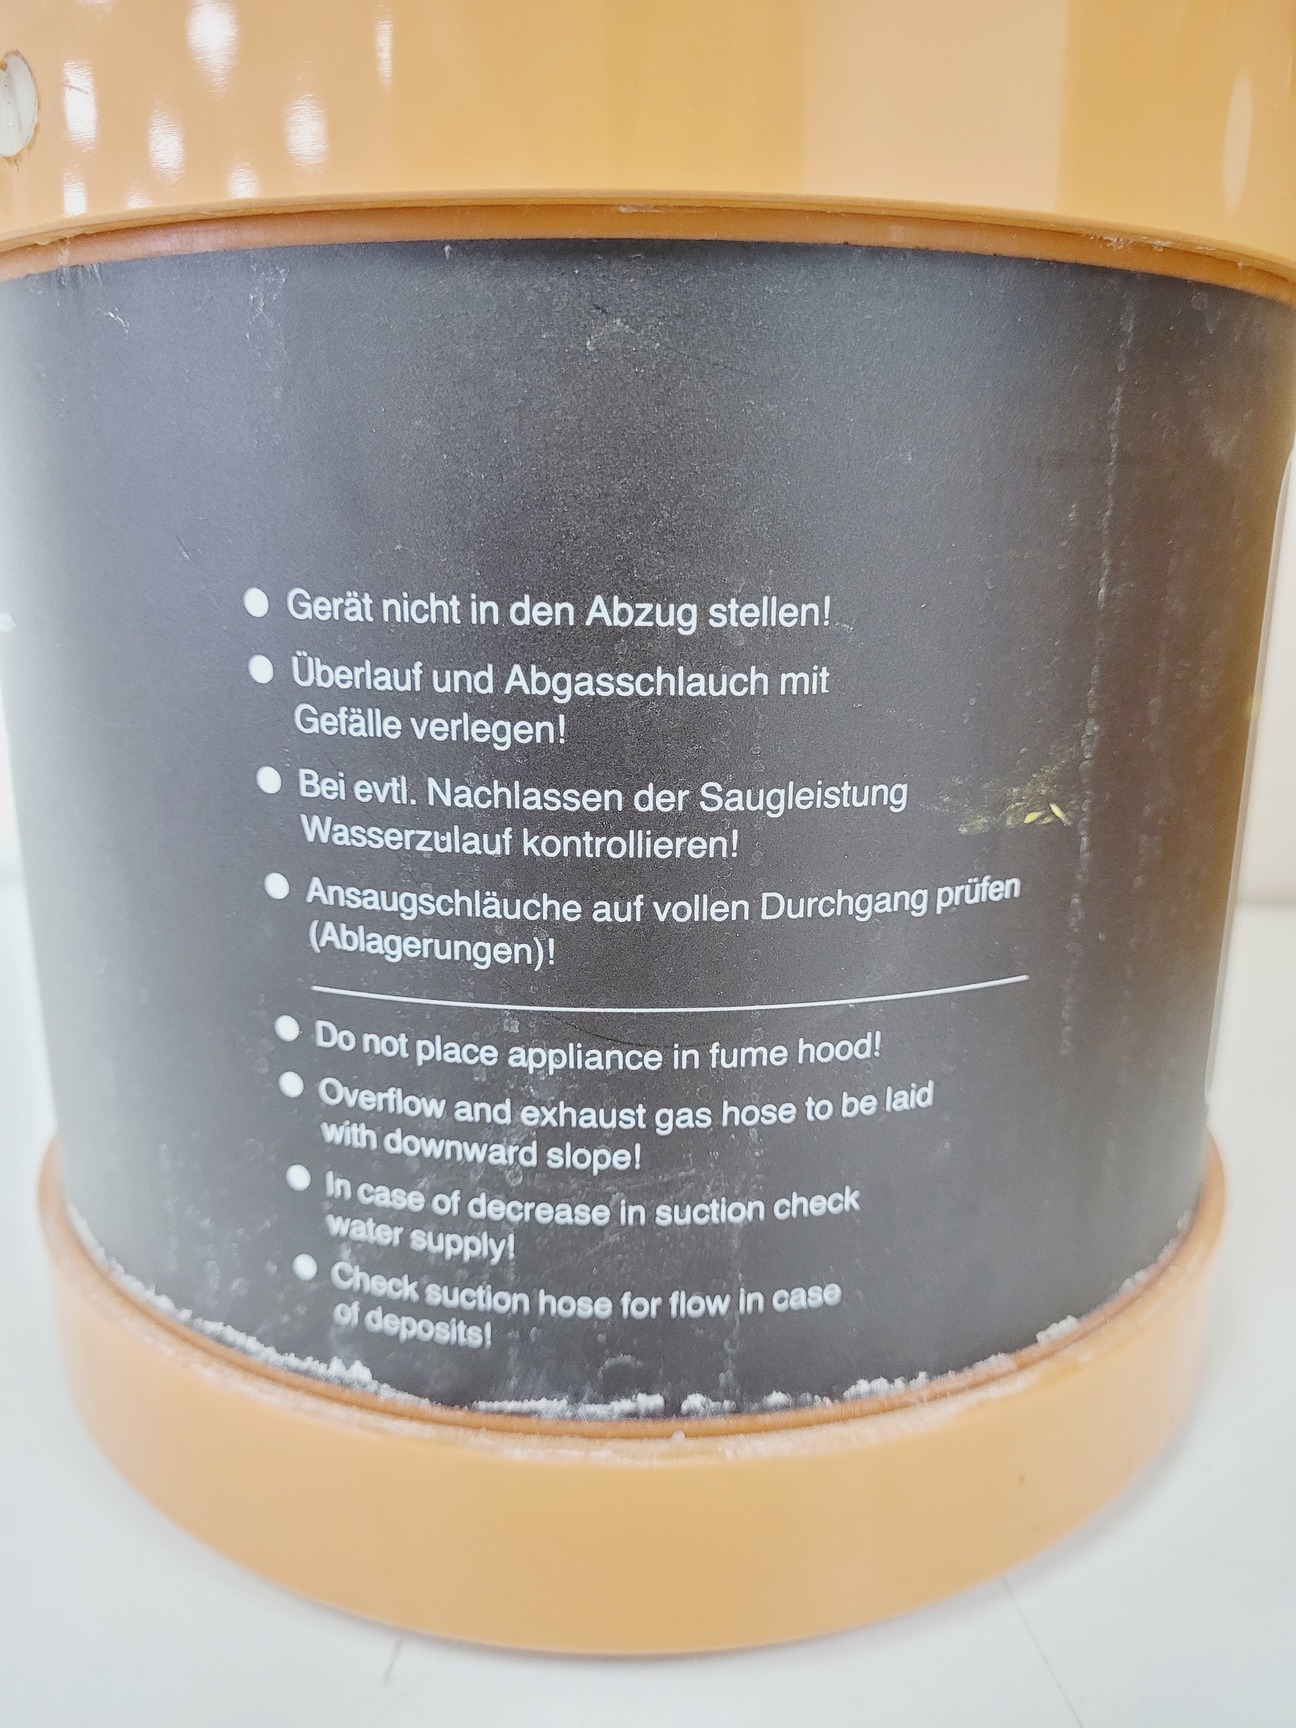 ● Gerät nicht in den Abzug stellen!
● Überlauf und Abgasschlauch mit
Gefälle verlegen!
● Bei evtl. Nachlassen der Saugleistung
Wasserzulauf kontrollieren!
● Ansaugschläuche auf vollen Durchgang prüfen
(Ablagerungen)!
● Do not place appliance in fume hood!
● Overflow and exhaust gas hose to be laid
with downward slope!
● In case of decrease in suction check
water supply!
● Check suction hose for flow in case
of deposits!